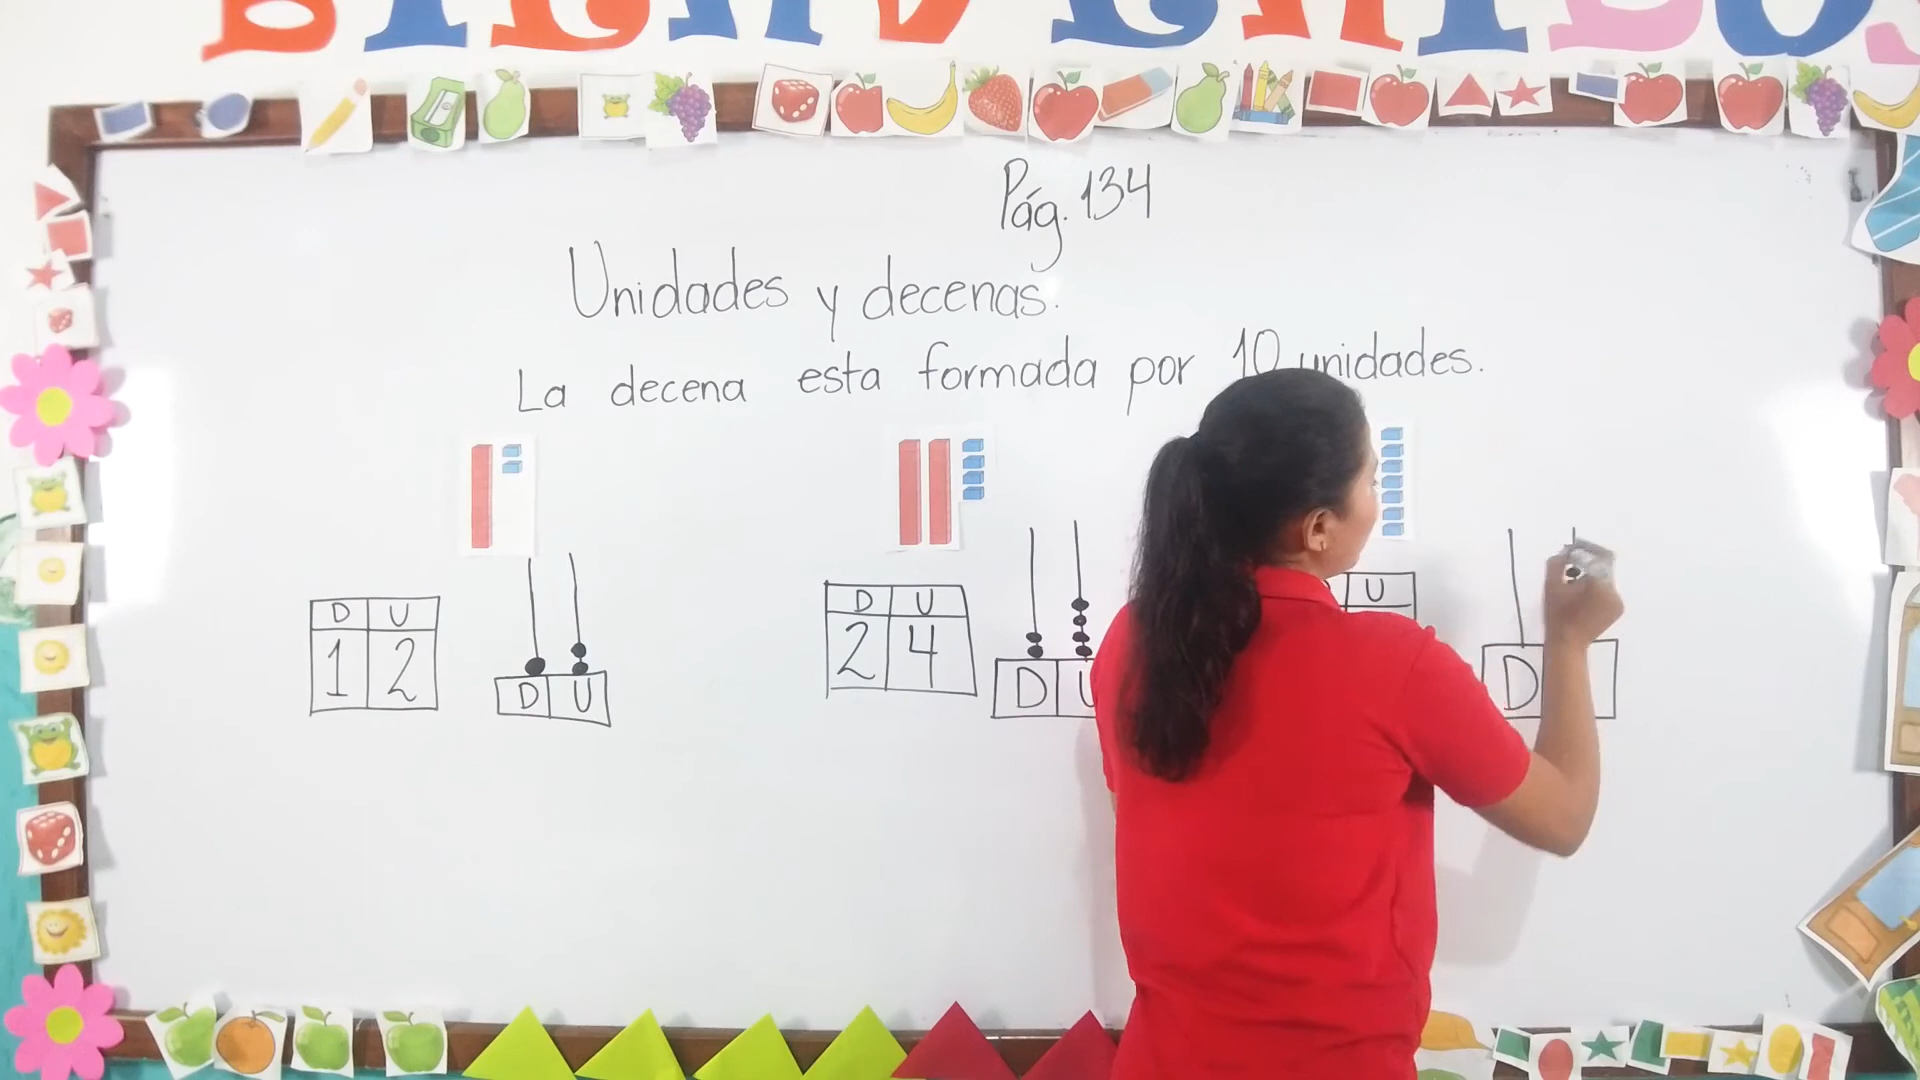 Pág. 134
Unidades y decenas.
La decena esta formada por 10 unidades.
D U
1 2
D U
D U
2 4
D U
U
D